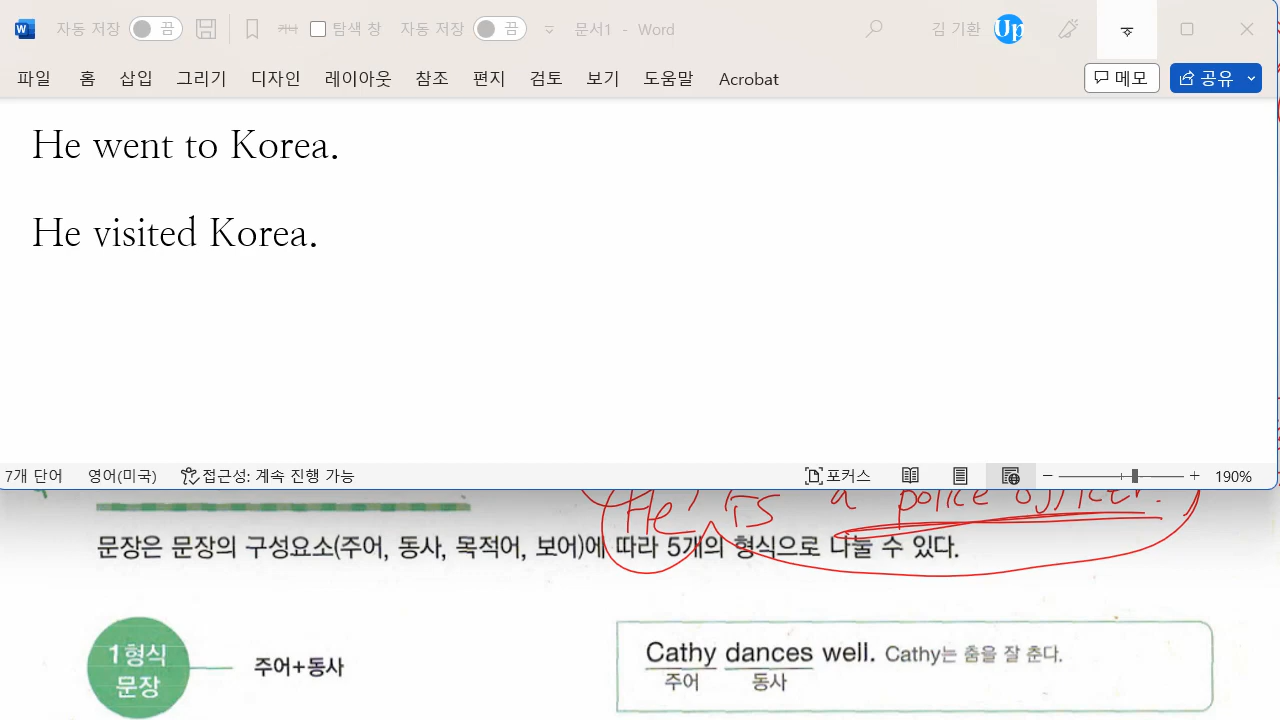 자동 저장 끔 가나 탐색 창 자동 저장 끔 문서1 - Word 김 기환 Up
파일 홈 삽입 그리기 디자인 레이아웃 참조 편지 검토 보기 도움말 Acrobat 메모 공유
He went to Korea.
He visited Korea.
7개 단어 영어(미국) 접근성: 계속 진행 가능 포커스 190%
He is a police officer.
문장은 문장의 구성요소(주어, 동사, 목적어, 보어)에 따라 5개의 형식으로 나눌 수 있다.
1형식
문장
주어+동사
Cathy dances well. Cathy는 춤을 잘 춘다.
주어 동사